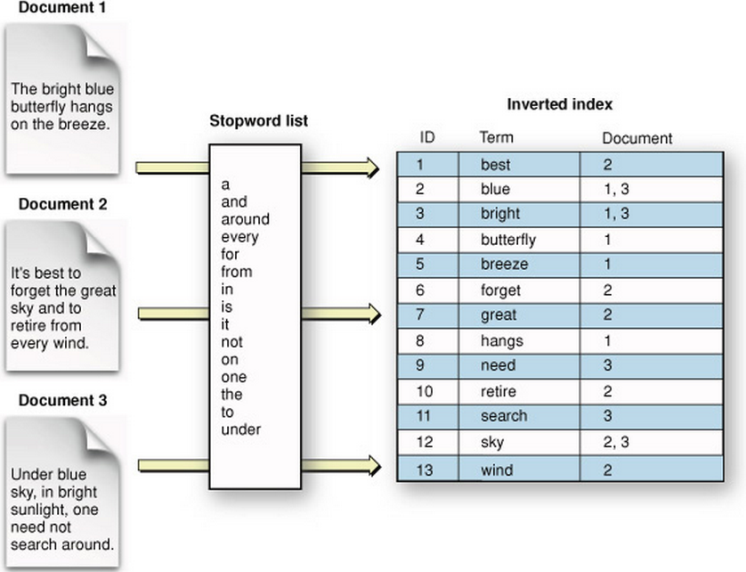 Document 1
The bright blue
butterfly hangs
on the breeze.
Document 2
It's best to
forget the great
sky and to
retire from
every wind.
Document 3
Under blue
sky, in bright
sunlight, one
need not
search around.
Stopword list
a
and
around
every
for
from
in
is
it
not
on
one
the
to
under
Inverted index
ID Term Document
1 best 2
2 blue 1, 3
3 bright 1, 3
4 butterfly 1
5 breeze 1
6 forget 2
7 great 2
8 hangs 1
9 need 3
10 retire 2
11 search 3
12 sky 2, 3
13 wind 2